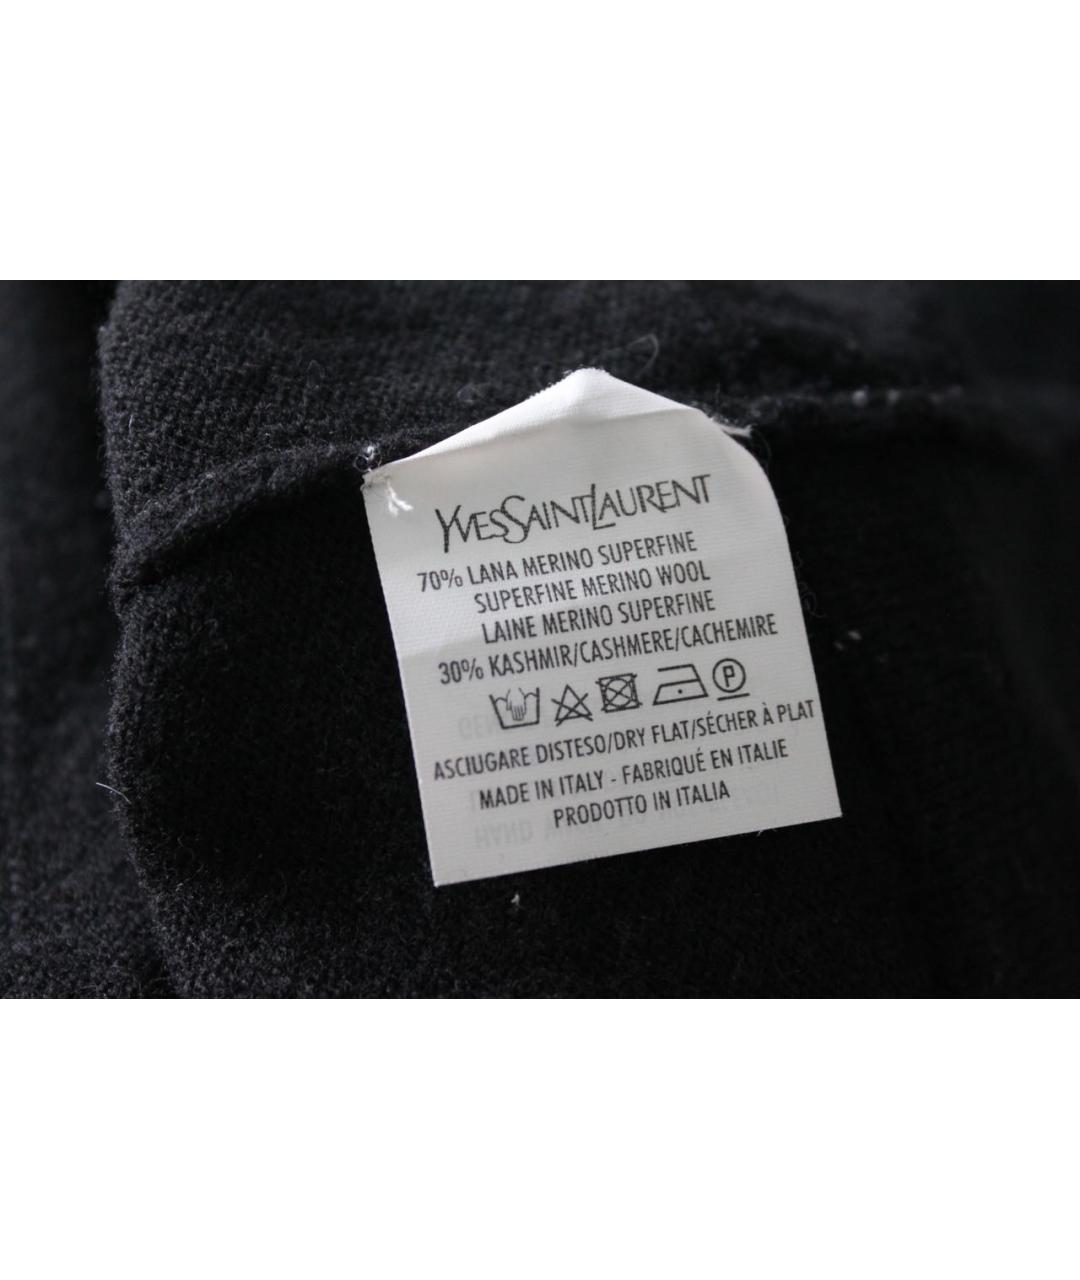 YVESSAINTLAURENT
70% LANA MERINO SUPERFINE
SUPERFINE MERINO WOOL
LAINE MERINO SUPERFINE
30% KASHMIR/CASHMERE/CACHEMIRE
P
ASCIUGARE DISTESO/DRY FLAT/SÉCHER À PLAT
MADE IN ITALY - FABRIQUÉ EN ITALIE
PRODOTTO IN ITALIA